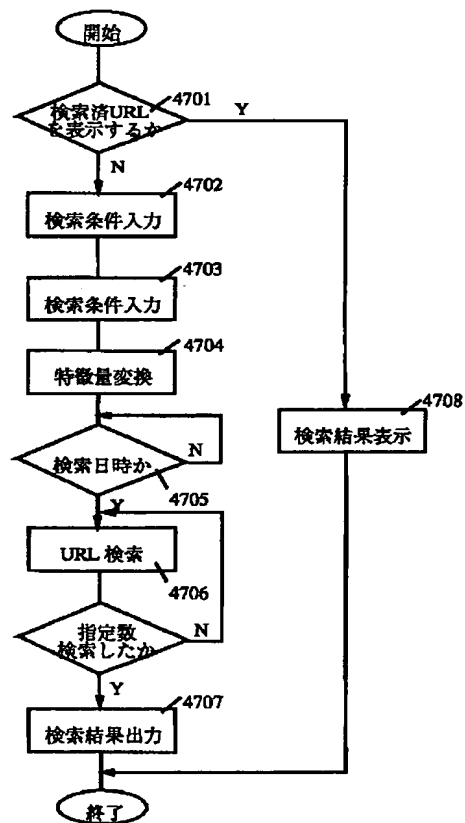 開始
4701
検索済URL
を表示するか
Y
N
4702
検索条件入力
4703
検索条件入力
4704
特徴量変換
4708
検索結果表示
N
検索日時か
4705
Y
URL 検索
4706
指定数
検索したか
N
Y
4707
検索結果出力
終了